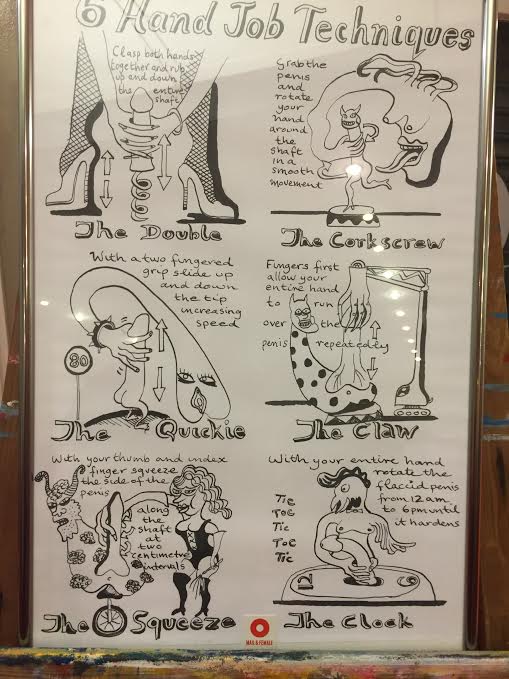 6 Hand Job Techniques
Clasp both hands
together and rub
up and down
the entire
shaft
The Double
Grab the
penis
and
rotate
your
hand
around
the
shaft
in a
smooth
movement
The Corkscrew
With a two fungered
grip slide up
and down
the tip
increasing
speed
80
The Quickie
Fingers first
allow your
entire hand
to run
over the
penis repeatedly
The Claw
With your thumb and index
finger squeeze
the side of the
penis
along
the
shaft
at
two
centimetre
intervals
The Squeeze
With your entire hand
rotate the
flaccid penis
from 12am
to 6pm until
it hardens
Tic
Toc
Tic
Toc
Tic
12 6
The Clock
MAIL & FEMALE